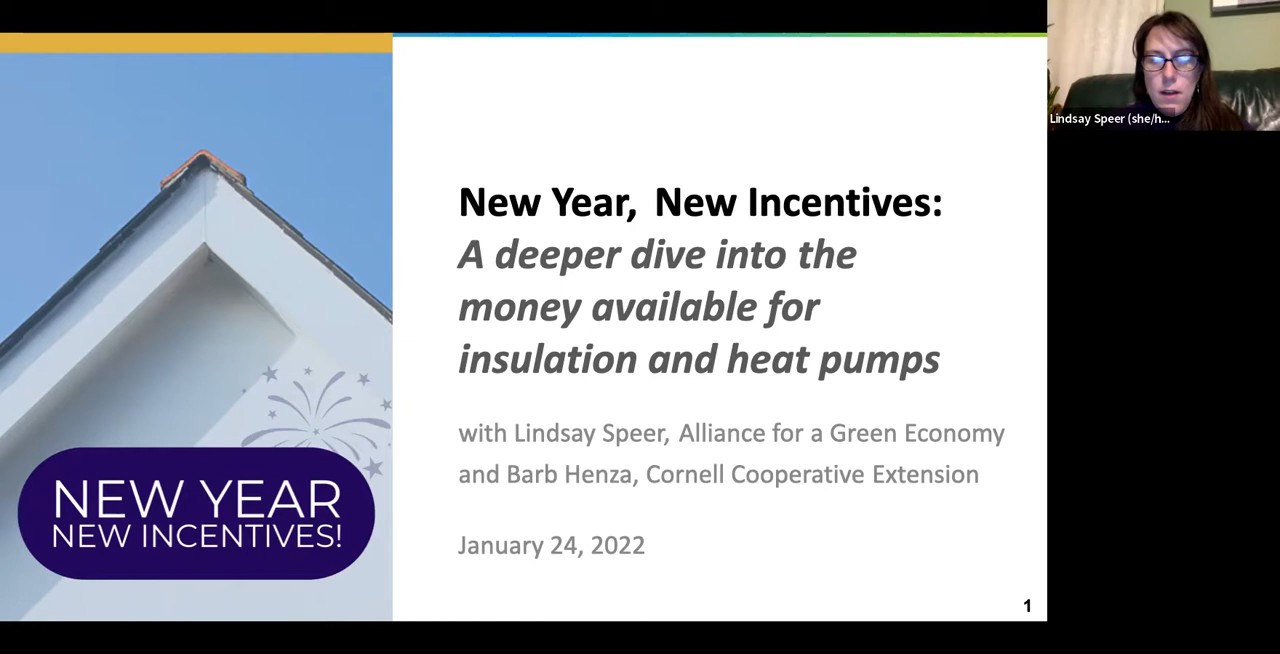 New Year, New Incentives:
A deeper dive into the
money available for
insulation and heat pumps
with Lindsay Speer, Alliance for a Green Economy
and Barb Henza, Cornell Cooperative Extension
January 24, 2022
1
NEW YEAR
NEW INCENTIVES!
Lindsay Speer (she/h...